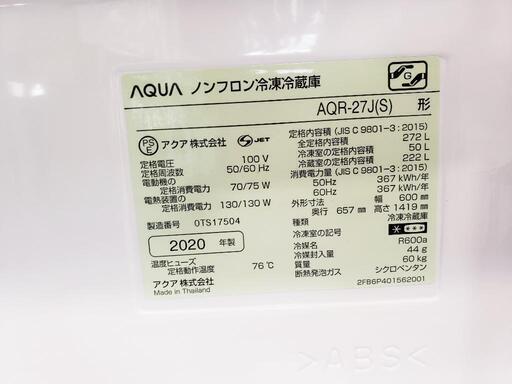 AQUA ノンフロン冷凍冷蔵庫
G
AQR-27J(S) 形
PS E アクア株式会社 JET
定格電圧 100 V
定格周波数 50/60 Hz
電動機の
定格消費電力 70/75 W
電熱装置の
定格消費電力 130/130 W
製造番号 0TS17504
2020 年製
温度ヒューズ
定格動作温度 76℃
アクア株式会社
Made in Thailand
定格内容積 (JIS C 9801-3:2015)
全定格内容積 272 L
冷凍室の定格内容積 50 L
冷蔵室の定格内容積 222 L
消費電力量 (JIS C 9801-3:2015)
50Hz 367 kWh/年
60Hz 367 kWh/年
外形寸法 幅 600 mm
奥行 657 mm 高さ 1419 mm
種類 冷凍冷蔵庫
冷凍室の記号
冷媒名 R600a
冷媒封入量 44 g
質量 60 kg
断熱発泡ガス シクロペンタン
2FB6P401562001
>ABS<